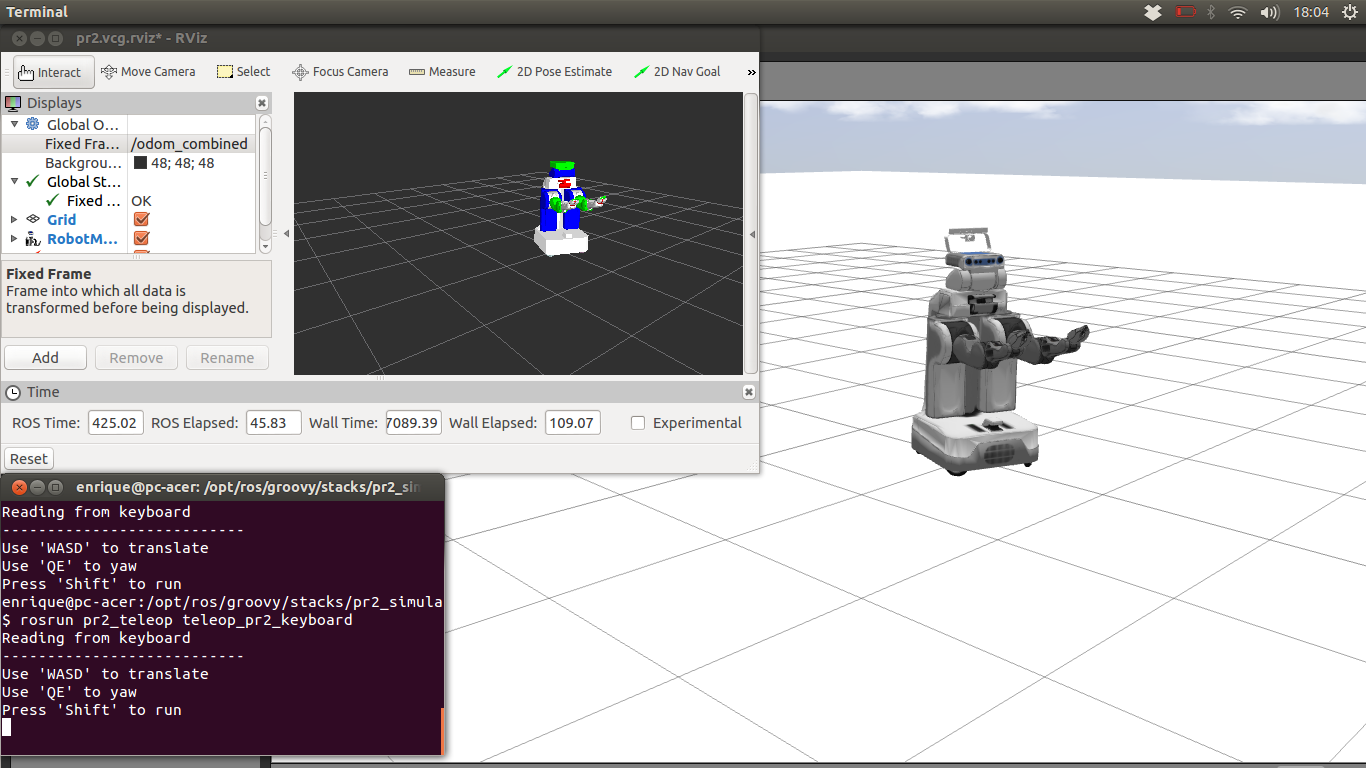 Terminal
18:04
pr2.vcg.rviz* - RViz
Interact Move Camera Select Focus Camera Measure 2D Pose Estimate 2D Nav Goal »
Displays
Global O...
Fixed Fra... /odom_combined
Backgrou... 48; 48; 48
Global St...
Fixed ... OK
Grid
RobotM...
Fixed Frame
Frame into which all data is
transformed before being displayed.
Add Remove Rename
Time
ROS Time: 425.02 ROS Elapsed: 45.83 Wall Time: 7089.39 Wall Elapsed: 109.07 Experimental
Reset
enrique@pc-acer: /opt/ros/groovy/stacks/pr2_sim
Reading from keyboard
---------------------------
Use 'WASD' to translate
Use 'QE' to yaw
Press 'Shift' to run
enrique@pc-acer:/opt/ros/groovy/stacks/pr2_simula
$ rosrun pr2_teleop teleop_pr2_keyboard
Reading from keyboard
---------------------------
Use 'WASD' to translate
Use 'QE' to yaw
Press 'Shift' to run